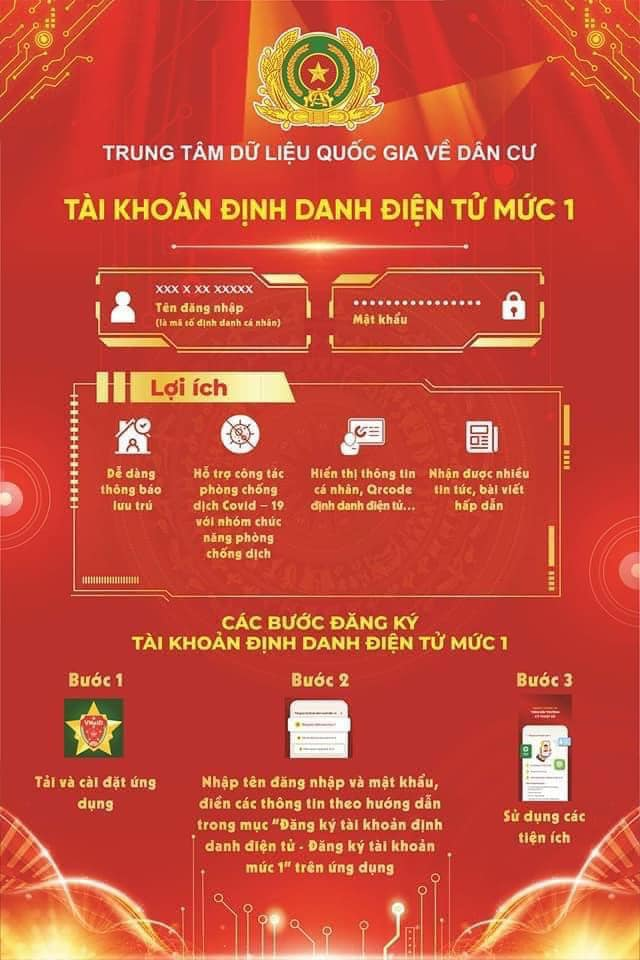 TRUNG TÂM DỮ LIỆU QUỐC GIA VỀ DÂN CƯ
TÀI KHOẢN ĐỊNH DANH ĐIỆN TỬ MỨC 1
XXX X XX XXXXX
Tên đăng nhập
(là mã số định danh cá nhân)
Mật khẩu
Lợi ích
Dễ dàng
thông báo
lưu trú
Hỗ trợ công tác
phòng chống
dịch Covid – 19
với nhóm chức
năng phòng
chống dịch
Hiển thị thông tin
cá nhân, Qrcode
định danh điện tử...
Nhận được nhiều
tin tức, bài viết
hấp dẫn
CÁC BƯỚC ĐĂNG KÝ
TÀI KHOẢN ĐỊNH DANH ĐIỆN TỬ MỨC 1
Bước 1
VNeID
Tải và cài đặt ứng
dụng
Bước 2
Nhập tên đăng nhập và mật khẩu,
điền các thông tin theo hướng dẫn
trong mục “Đăng ký tài khoản định
danh điện tử - Đăng ký tài khoản
mức 1” trên ứng dụng
Bước 3
Sử dụng các
tiện ích